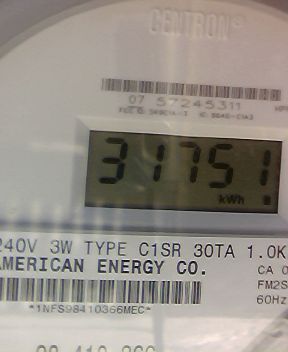 CENTRON®
07 57245311
31751
kWh
240V 3W TYPE C1SR 30TA 1.0K
AMERICAN ENERGY CO.
CA 0
FM2S
60Hz
*1NFS98410366MEC*